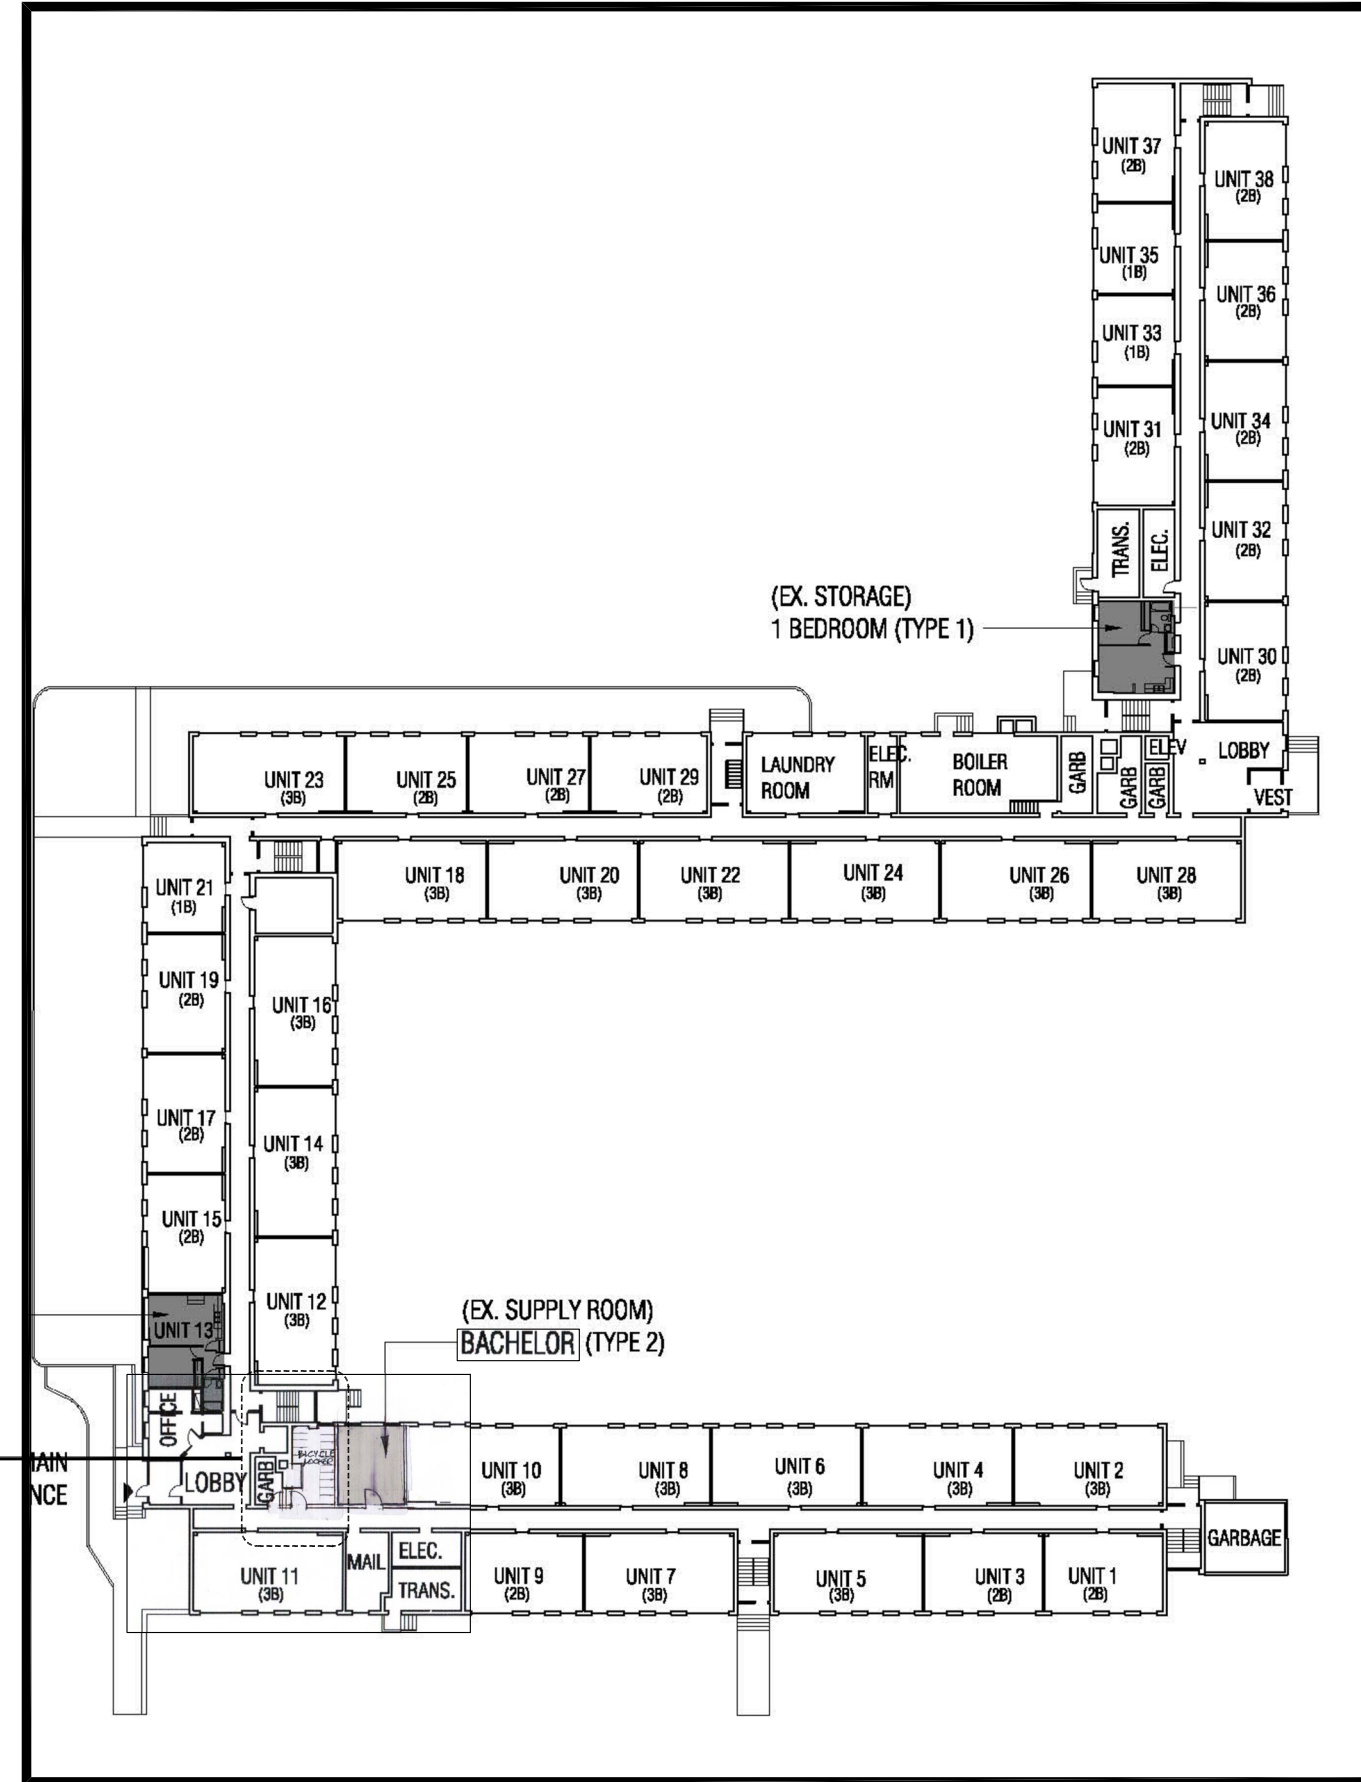 UNIT 37
(2B)
UNIT 38
(2B)
UNIT 35
(1B)
UNIT 36
(2B)
UNIT 33
(1B)
UNIT 34
(2B)
UNIT 31
(2B)
UNIT 32
(2B)
TRANS.
ELEC.
(EX. STORAGE)
1 BEDROOM (TYPE 1)
UNIT 30
(2B)
UNIT 23
(3B)
UNIT 25
(2B)
UNIT 27
(2B)
UNIT 29
(2B)
LAUNDRY
ROOM
ELEC.
RM
BOILER
ROOM
GARB
GARB
ELEV
GARB
LOBBY
VEST
UNIT 21
(1B)
UNIT 18
(3B)
UNIT 20
(3B)
UNIT 22
(3B)
UNIT 24
(3B)
UNIT 26
(3B)
UNIT 28
(3B)
UNIT 19
(2B)
UNIT 16
(3B)
UNIT 17
(2B)
UNIT 14
(3B)
UNIT 15
(2B)
UNIT 12
(3B)
UNIT 13
(EX. SUPPLY ROOM)
BACHELOR (TYPE 2)
OFFICE
AIN
NCE
LOBBY
GARB
BICYCLE
LOCKER
UNIT 10
(3B)
UNIT 8
(3B)
UNIT 6
(3B)
UNIT 4
(3B)
UNIT 2
(3B)
GARBAGE
UNIT 11
(3B)
MAIL
ELEC.
TRANS.
UNIT 9
(2B)
UNIT 7
(3B)
UNIT 5
(3B)
UNIT 3
(2B)
UNIT 1
(2B)